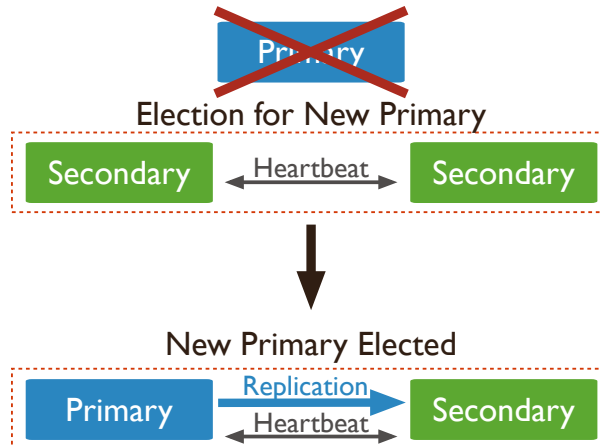 Primary
Election for New Primary
Secondary
Heartbeat
Secondary
New Primary Elected
Primary
Replication
Heartbeat
Secondary